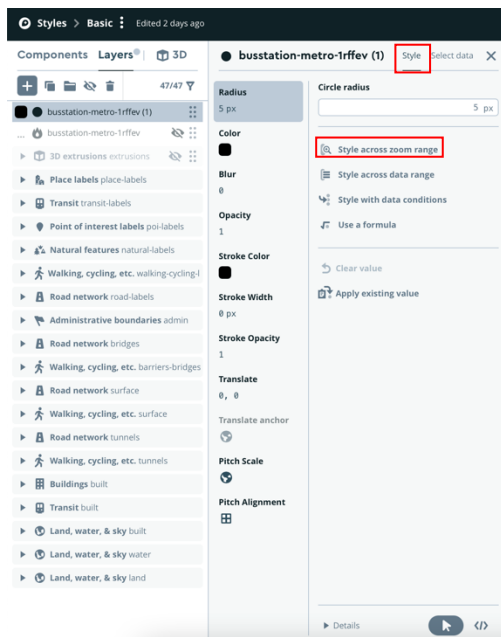 Styles > Basic Edited 2 days ago
Components Layers 3D
47/47
busstation-metro-1rffev (1)
... busstation-metro-1rffev
3D extrusions extrusions
Place labels place-labels
Transit transit-labels
Point of interest labels poi-labels
Natural features natural-labels
Walking, cycling, etc. walking-cycling-l
Road network road-labels
Administrative boundaries admin
Road network bridges
Walking, cycling, etc. barriers-bridges
Road network surface
Walking, cycling, etc. surface
Road network tunnels
Walking, cycling, etc. tunnels
Buildings built
Transit built
Land, water, & sky built
Land, water, & sky water
Land, water, & sky land
busstation-metro-1rffev (1) Style Select data
Radius
5 px
Color
Blur
0
Opacity
1
Stroke Color
Stroke Width
0 px
Stroke Opacity
1
Translate
0, 0
Translate anchor
Pitch Scale
Pitch Alignment
Circle radius
5 px
Style across zoom range
Style across data range
Style with data conditions
Use a formula
Clear value
Apply existing value
Details